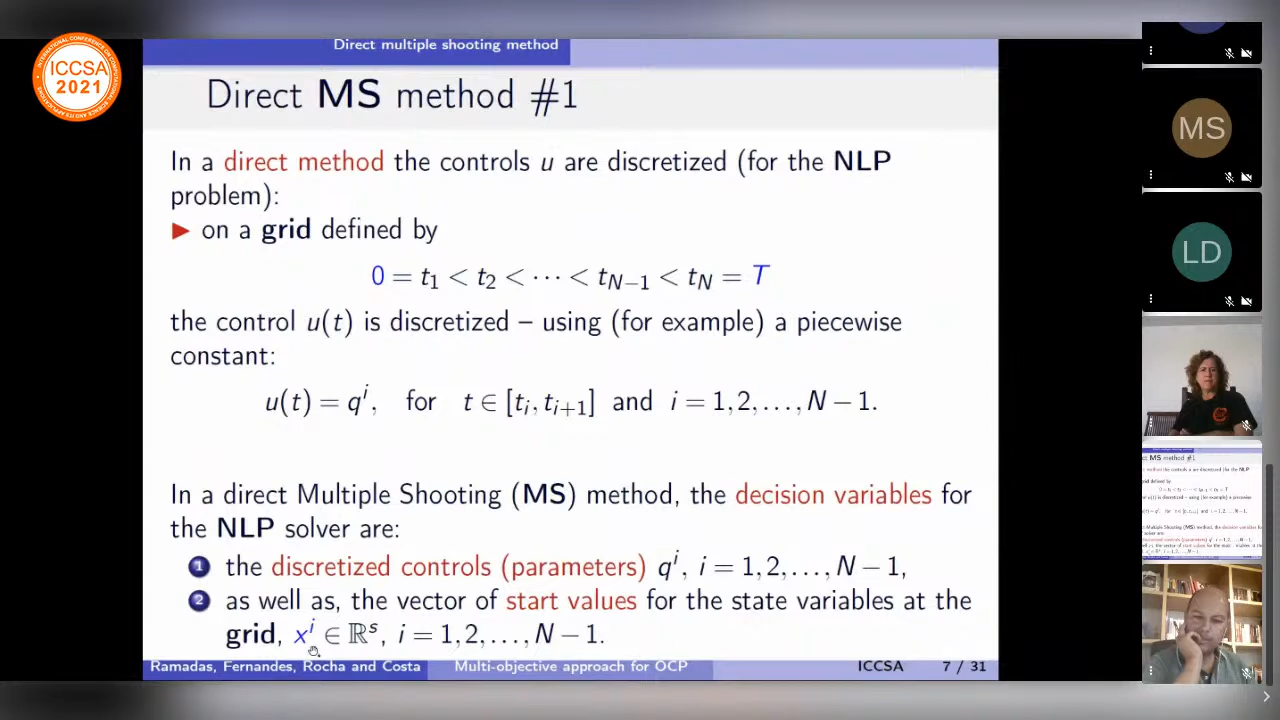 ICCSA
2021
Direct multiple shooting method
Direct MS method #1
In a direct method the controls u are discretized (for the NLP
problem):
▶ on a grid defined by
0 = t₁ < t₂ < ··· < t_{N−1} < t_N = T
the control u(t) is discretized – using (for example) a piecewise
constant:
u(t) = qⁱ, for t ∈ [tᵢ, tᵢ₊₁] and i = 1, 2, . . . , N − 1.
In a direct Multiple Shooting (MS) method, the decision variables for
the NLP solver are:
1 the discretized controls (parameters) qⁱ, i = 1, 2, . . . , N − 1,
2 as well as, the vector of start values for the state variables at the
grid, xⁱ ∈ ℝˢ, i = 1, 2, . . . , N − 1.
Ramadas, Fernandes, Rocha and Costa Multi-objective approach for OCP ICCSA 7 / 31
MS
LD